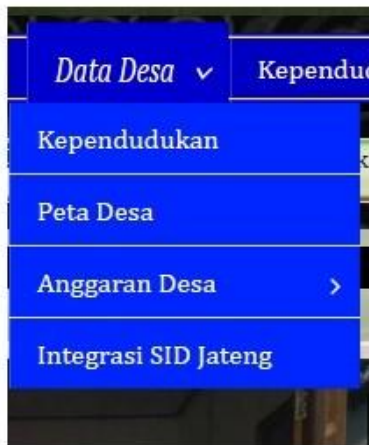 Data Desa
Kependudukan
Peta Desa
Anggaran Desa
Integrasi SID Jateng